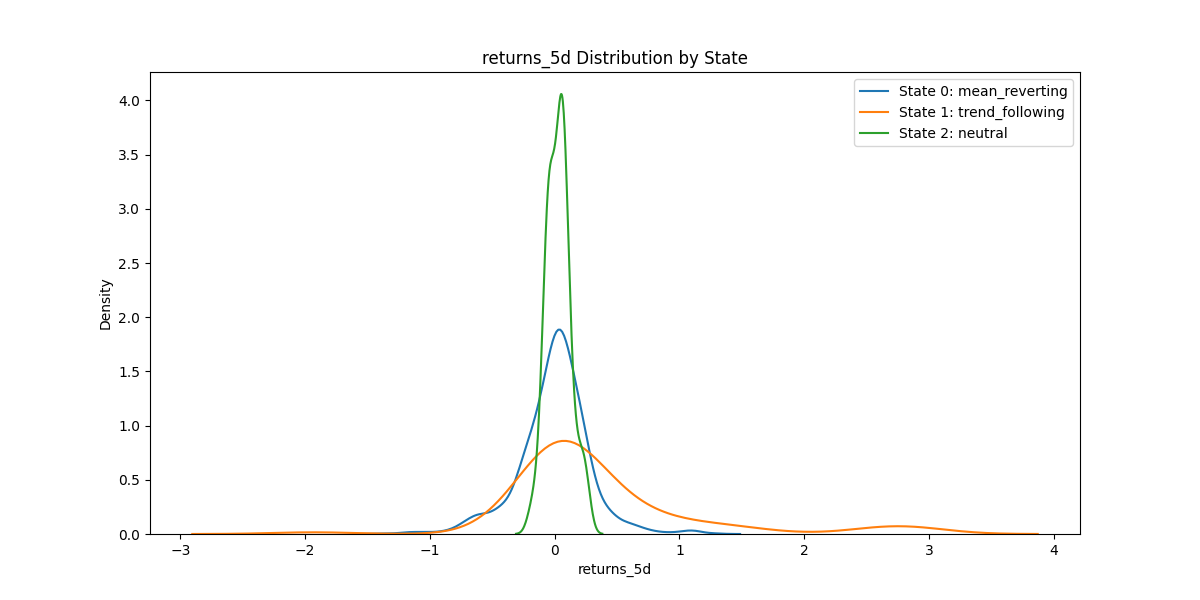 returns_5d Distribution by State
State 0: mean_reverting
State 1: trend_following
State 2: neutral
Density
4.0
3.5
3.0
2.5
2.0
1.5
1.0
0.5
0.0
−3
−2
−1
0
1
2
3
4
returns_5d